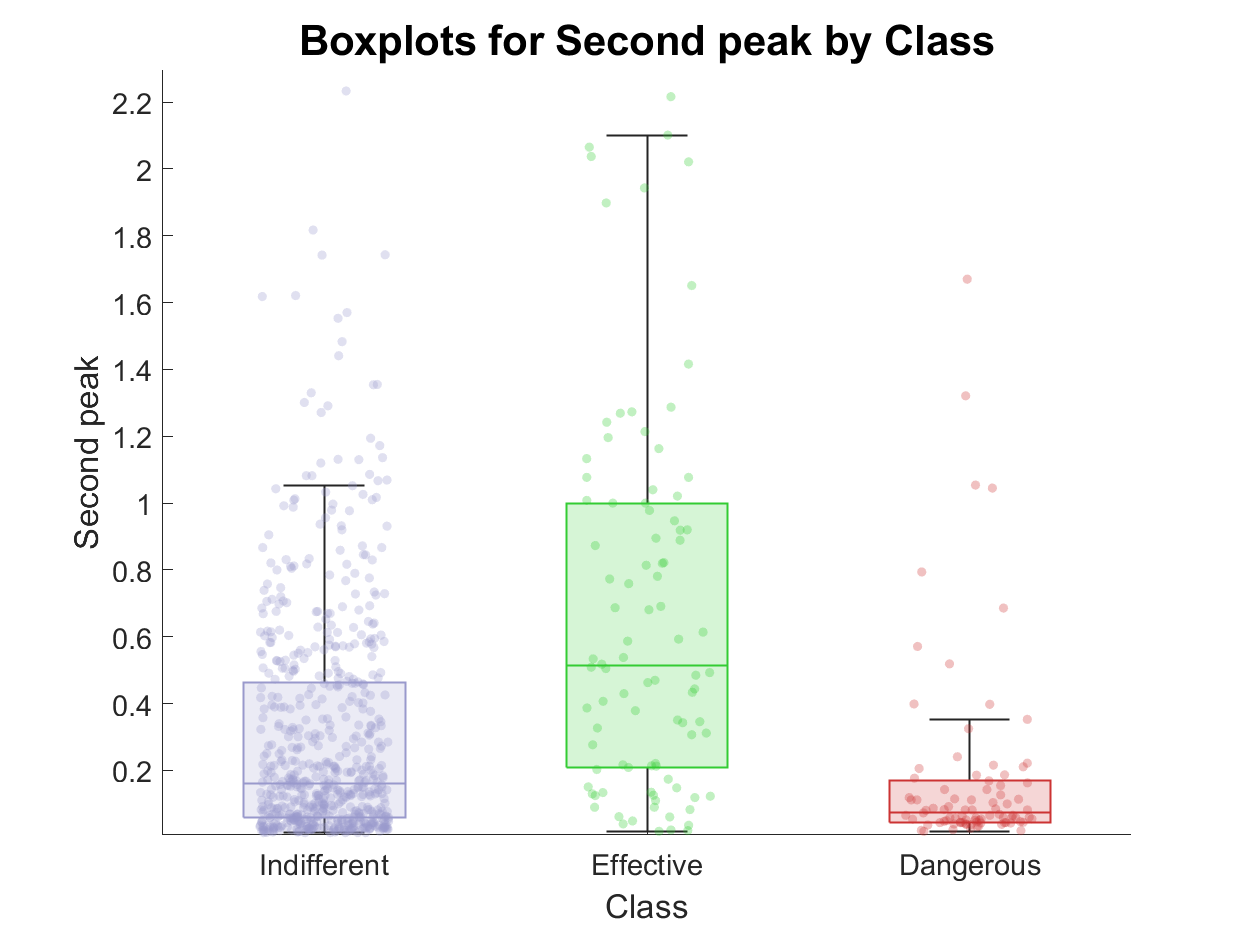 Boxplots for Second peak by Class
Second peak
2.2
2
1.8
1.6
1.4
1.2
1
0.8
0.6
0.4
0.2
Indifferent
Effective
Dangerous
Class